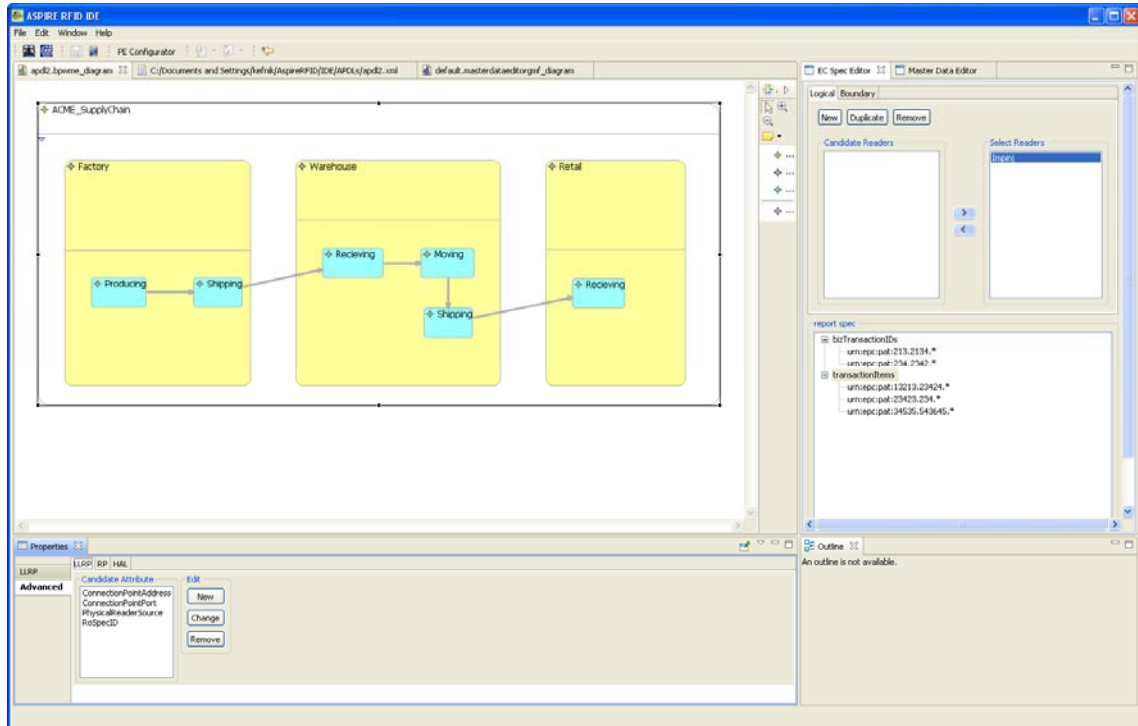 ASPIRE RFID IDE
File Edit Window Help
PE Configurator
apdl2.bpwme_diagram
C:/Documents and Settings/kefnik/AspireRFID/IDE/APDLs/apdl2.xml
default.masterdataeditorgmf_diagram
ACME_SupplyChain
Factory
Warehouse
Retail
Producing
Shipping
Recieving
Moving
Shipping
Recieving
EC Spec Editor
Master Data Editor
Logical Boundary
New Duplicate Remove
Candidate Readers
Select Readers
Impinj
report spec
bizTransactionIDs
urn:epc:pat:213.2134.*
urn:epc:pat:234.2342.*
transactionItems
urn:epc:pat:13213.23424.*
urn:epc:pat:23423.234.*
urn:epc:pat:34535.543645.*
Properties
LLRP
Advanced
LLRP RP HAL
Candidate Attribute
ConnectionPointAddress
ConnectionPointPort
PhysicalReaderSource
RoSpecID
Edit
New
Change
Remove
Outline
An outline is not available.